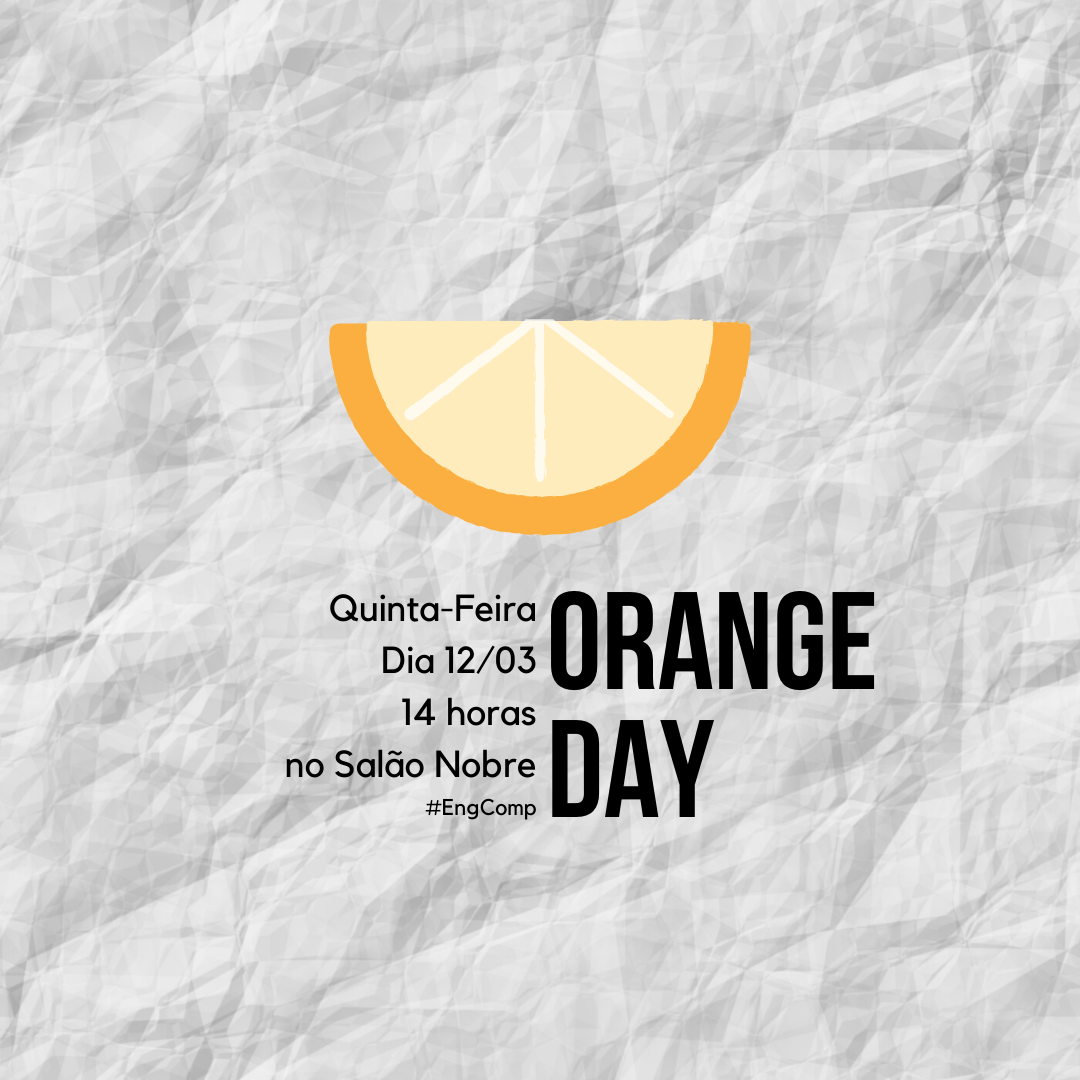 Quinta-Feira
Dia 12/03
14 horas
no Salão Nobre
#EngComp
ORANGE
DAY